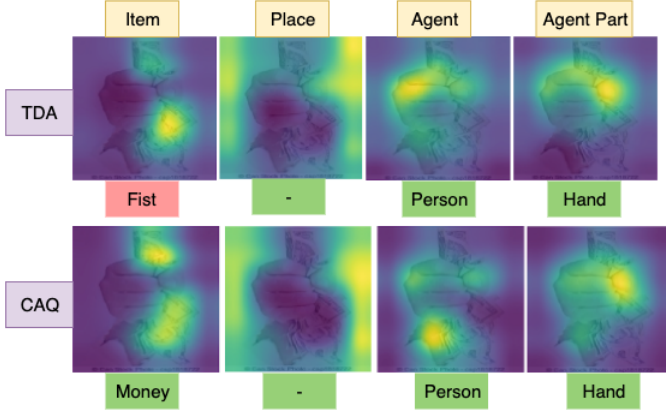 Item Place Agent Agent Part
TDA
Fist - Person Hand
CAQ
Money - Person Hand